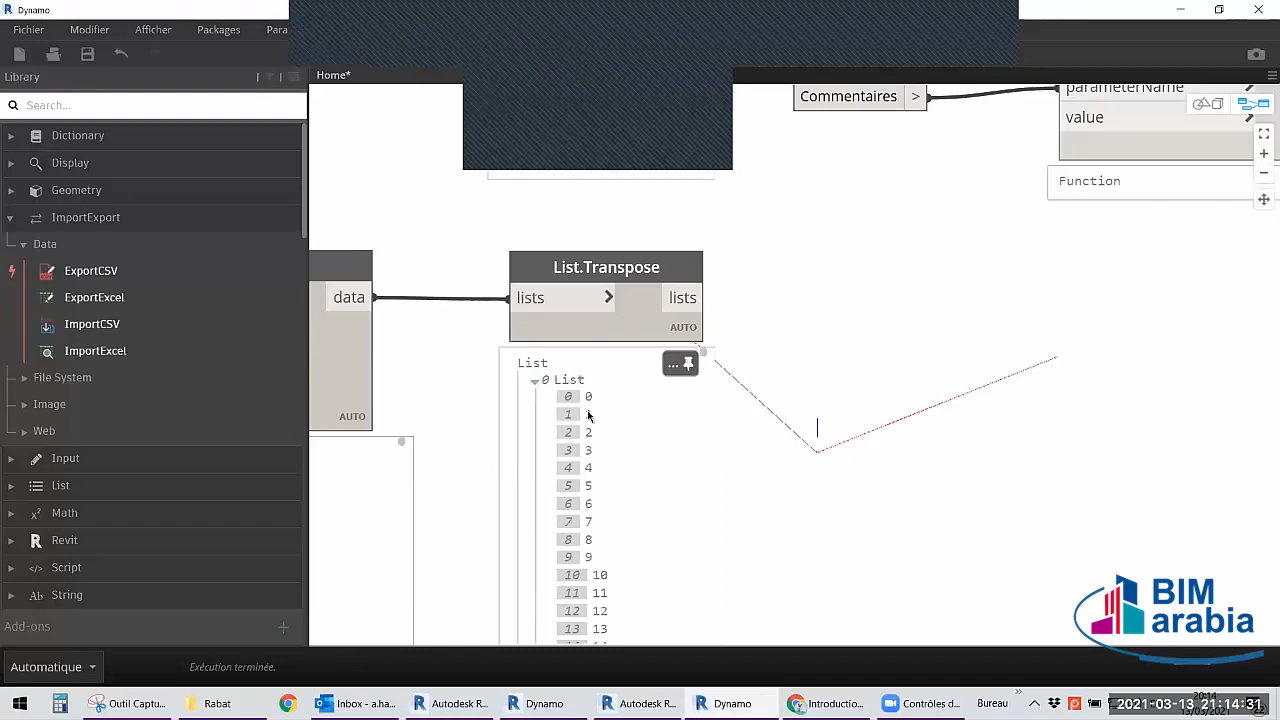 Dynamo
Fichier Modifier Afficher Packages Para
Library
Home*
Search...
Dictionary
Display
Geometry
ImportExport
Data
ExportCSV
ExportExcel
ImportCSV
ImportExcel
File System
Image
Web
Input
List
Math
Revit
Script
String
Add-ons
Commentaires >
parameterName
value
Function
data
AUTO
List.Transpose
lists > lists
AUTO
List
...
0 List
0 0
1
2 2
3 3
4 4
5 5
6 6
7 7
8 8
9 9
10 10
11 11
12 12
13 13
BIM
arabia
Automatique
Exécution terminée.
Outil Captu...
Rabat
Inbox - aha...
Autodesk R...
Dynamo
Autodesk R...
Dynamo
Introductio...
Contrôles d...
Bureau
20:14
2021-03-13 21:14:31